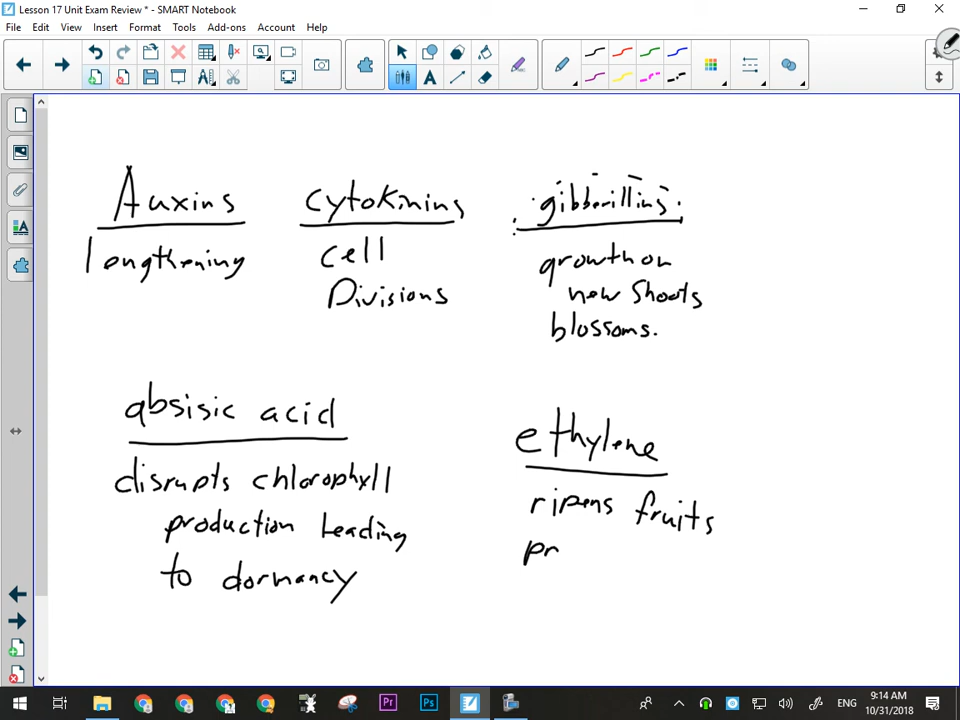 Lesson 17 Unit Exam Review * - SMART Notebook
File Edit View Insert Format Tools Add-ons Account Help
Auxins
lengthening
cytokinins
cell
Divisions
gibberillins.
growth on
new shoots
blossoms.
absisic acid
disrupts chlorophyll
production leading
to dormancy
ethylene
ripens fruits
pr
ENG
9:14 AM
10/31/2018